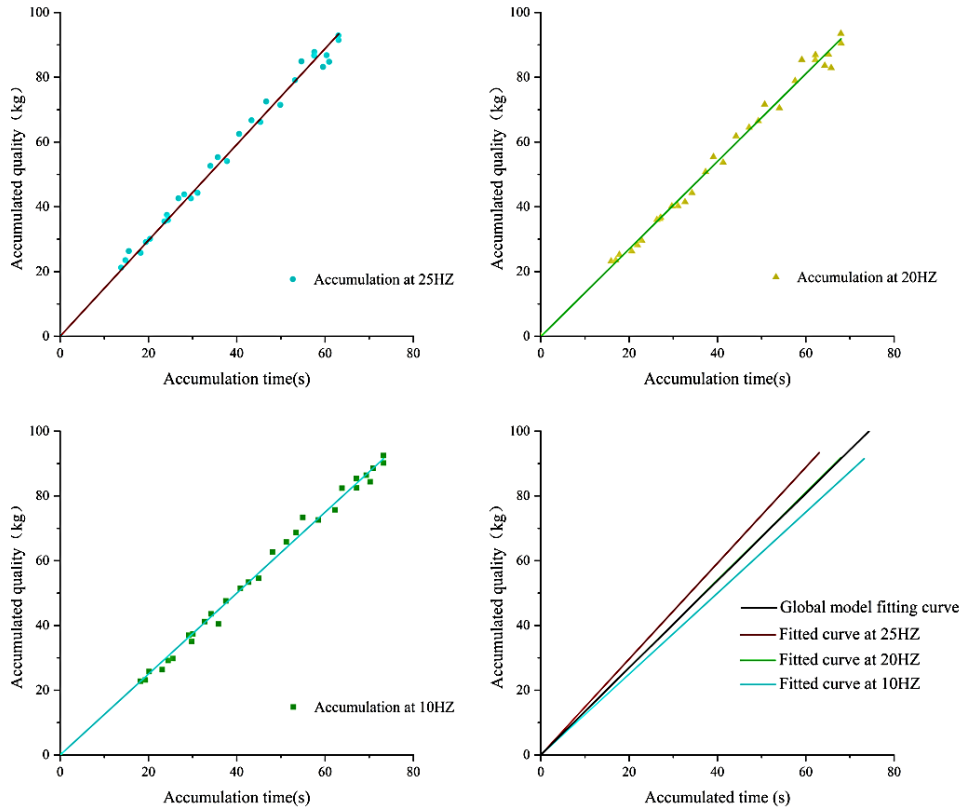 100
80
60
40
20
0
Accumulated quality（kg）
0 20 40 60 80
Accumulation time(s)
Accumulation at 25HZ
100
80
60
40
20
0
Accumulated quality（kg）
0 20 40 60 80
Accumulation time(s)
Accumulation at 20HZ
100
80
60
40
20
0
Accumulated quality（kg）
0 20 40 60 80
Accumulation time(s)
Accumulation at 10HZ
100
80
60
40
20
0
Accumulated quality（kg）
0 20 40 60 80
Accumulated time (s)
Global model fitting curve
Fitted curve at 25HZ
Fitted curve at 20HZ
Fitted curve at 10HZ